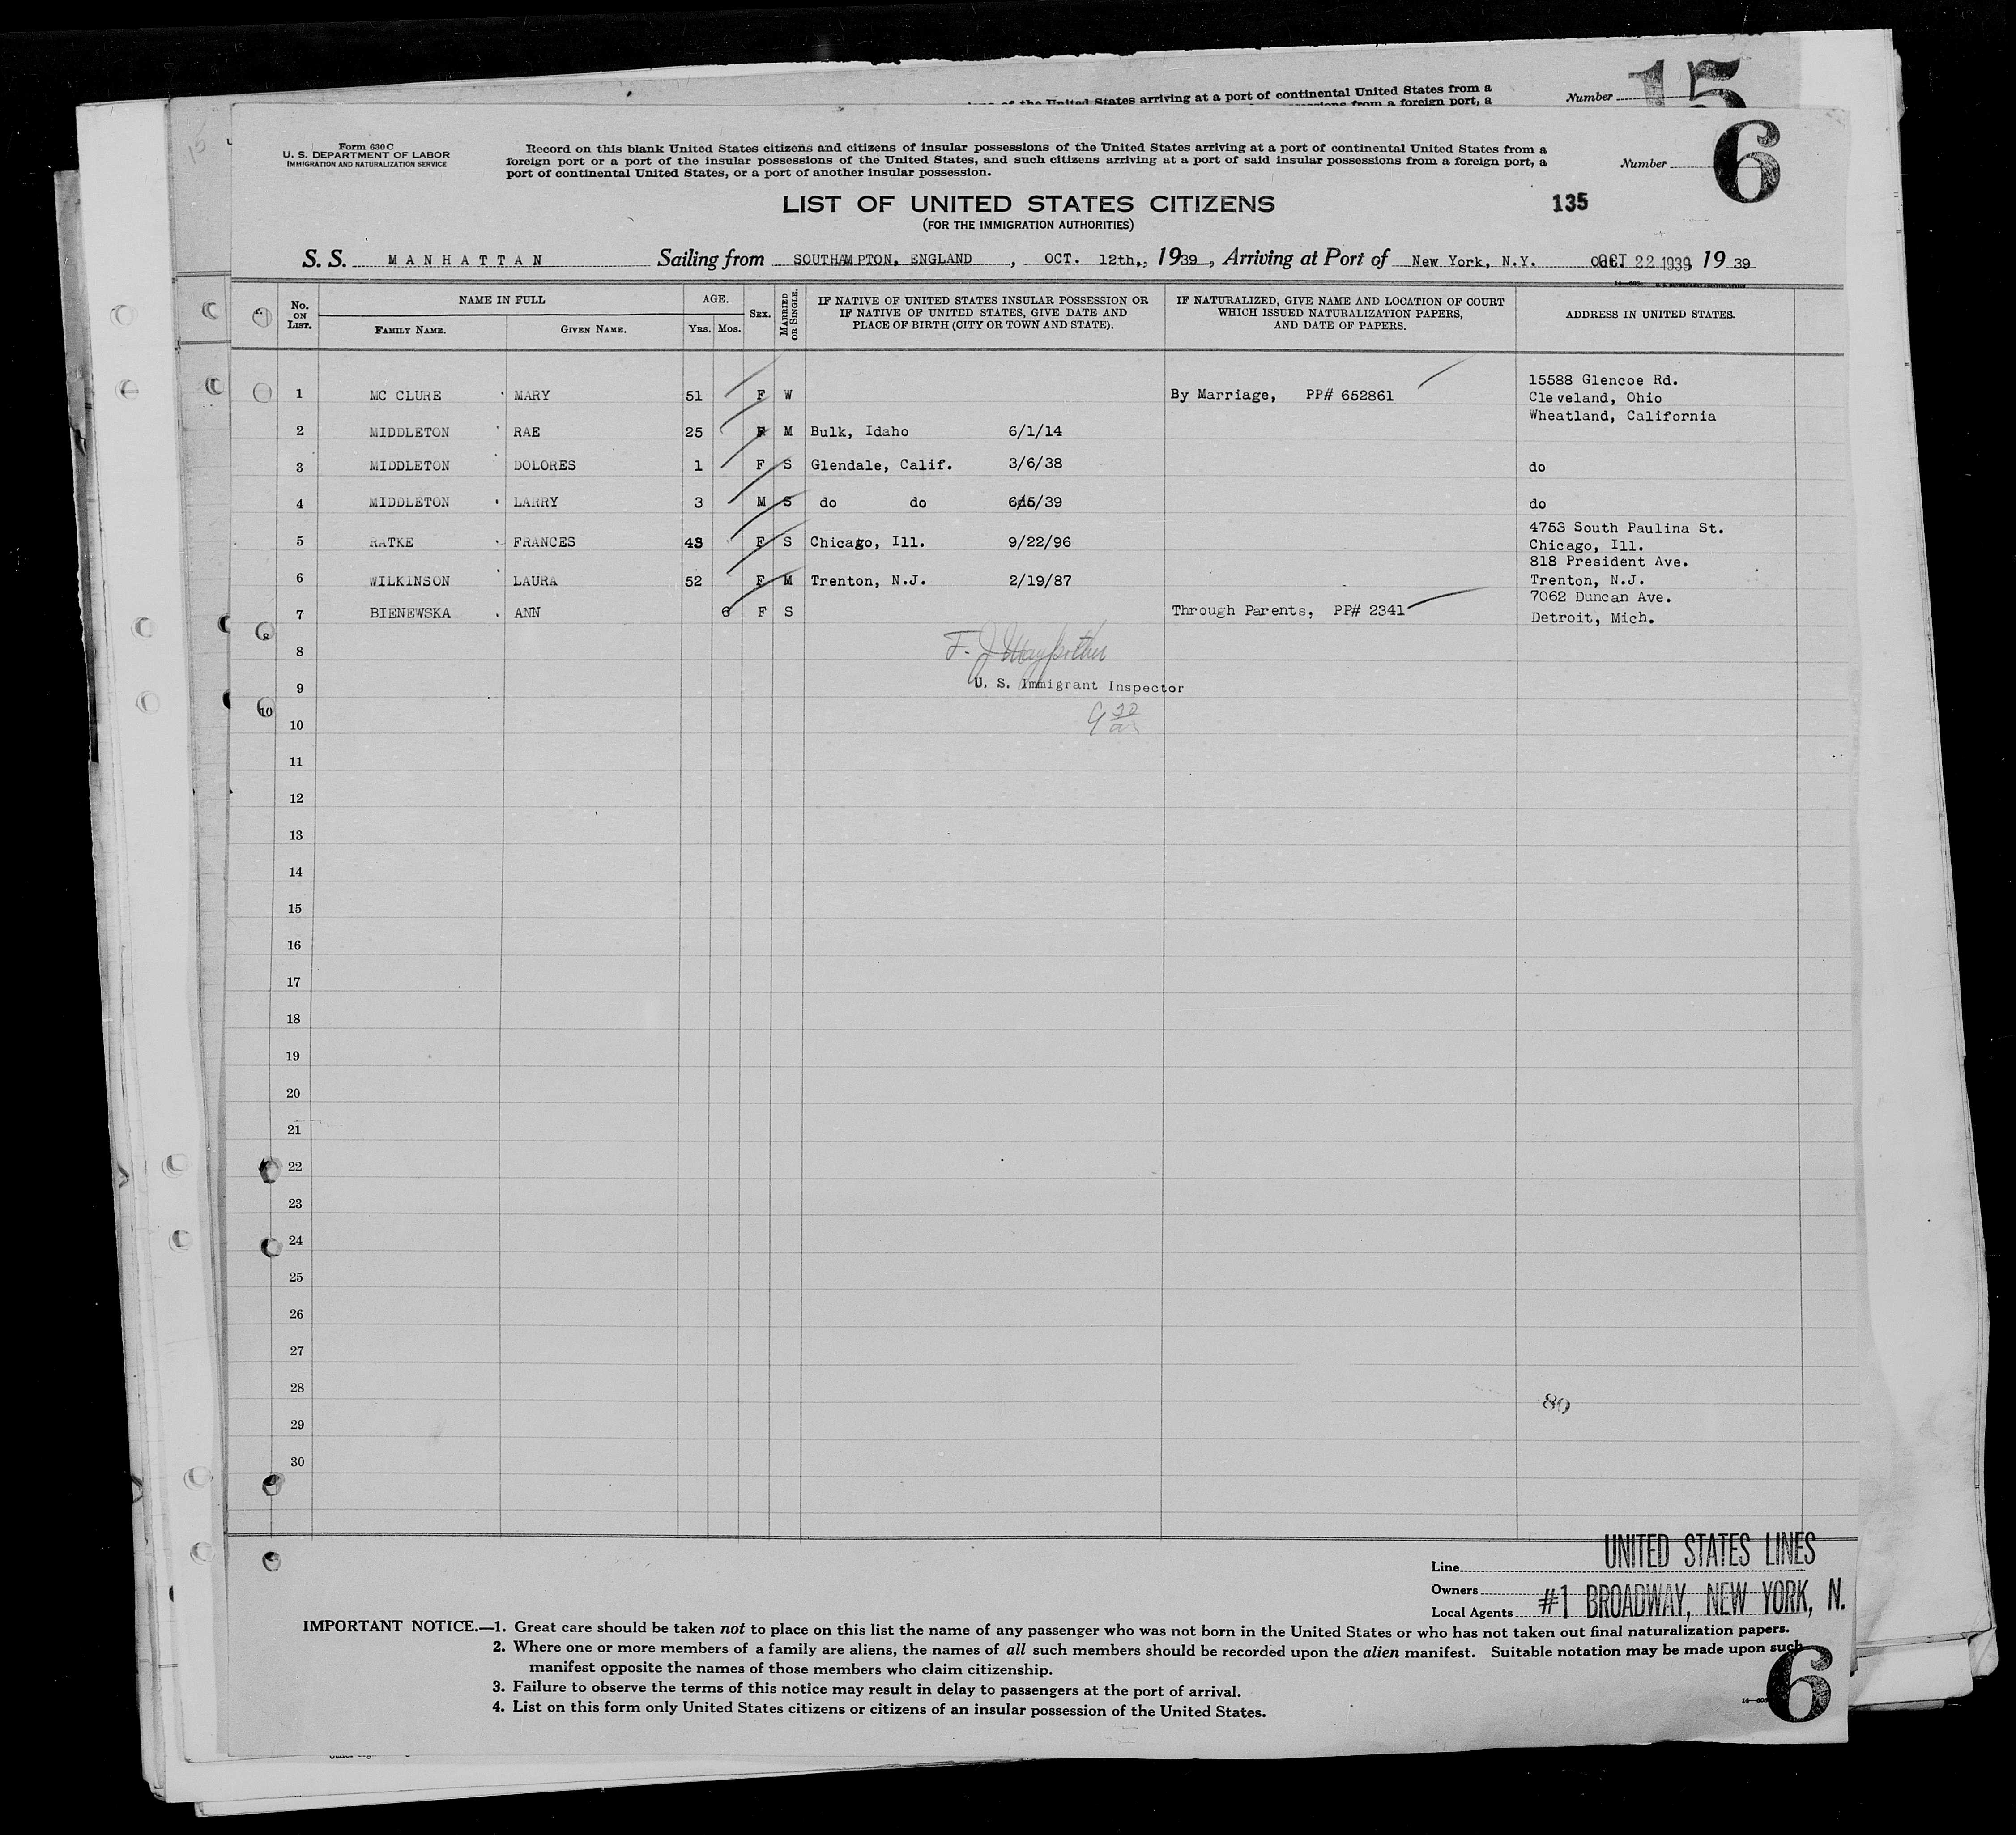 of the United States arriving at a port of continental United States from a
from a foreign port, a
Number 15
Form 630 C
U. S. DEPARTMENT OF LABOR
IMMIGRATION AND NATURALIZATION SERVICE
Record on this blank United States citizens and citizens of insular possessions of the United States arriving at a port of continental United States from a
foreign port or a port of the insular possessions of the United States, and such citizens arriving at a port of said insular possessions from a foreign port, a
port of continental United States, or a port of another insular possession.
Number 6
LIST OF UNITED STATES CITIZENS
135
(FOR THE IMMIGRATION AUTHORITIES)
S. S. MANHATTAN Sailing from SOUTHAMPTON, ENGLAND , OCT. 12th,, 1939, Arriving at Port of New York, N.Y. OCT 22 1939, 1939
No. ON LIST. NAME IN FULL AGE. SEX. MARRIED OR SINGLE. IF NATIVE OF UNITED STATES INSULAR POSSESSION OR IF NATIVE OF UNITED STATES, GIVE DATE AND PLACE OF BIRTH (CITY OR TOWN AND STATE). IF NATURALIZED, GIVE NAME AND LOCATION OF COURT WHICH ISSUED NATURALIZATION PAPERS, AND DATE OF PAPERS. ADDRESS IN UNITED STATES.
FAMILY NAME. GIVEN NAME. YRS. MOS.
15588 Glencoe Rd.
1 MC CLURE MARY 51 F W By Marriage, PP# 652861 Cleveland, Ohio
Wheatland, California
2 MIDDLETON RAE 25 F M Bulk, Idaho 6/1/14
3 MIDDLETON DOLORES 1 F S Glendale, Calif. 3/6/38 do
4 MIDDLETON LARRY 3 M S do do /39 do
4753 South Paulina St.
5 RATKE FRANCES 43 F S Chicago, Ill. 9/22/96 Chicago, Ill.
818 President Ave.
6 WILKINSON LAURA 52 F M Trenton, N.J. 2/19/87 Trenton, N.J.
7062 Duncan Ave.
7 BIENEWSKA ANN 6 F S Through Parents, PP# 2341 Detroit, Mich.
8
F. J.
9 U. S. Immigrant Inspector
10 9 30
11
12
13
14
15
16
17
18
19
20
21
22
23
24
25
26
27
28
80
29
30
Line UNITED STATES LINES
Owners
Local Agents #1 BROADWAY, NEW YORK, N.
IMPORTANT NOTICE.—1. Great care should be taken not to place on this list the name of any passenger who was not born in the United States or who has not taken out final naturalization papers.
2. Where one or more members of a family are aliens, the names of all such members should be recorded upon the alien manifest. Suitable notation may be made upon such
manifest opposite the names of those members who claim citizenship.
3. Failure to observe the terms of this notice may result in delay to passengers at the port of arrival.
4. List on this form only United States citizens or citizens of an insular possession of the United States.
6